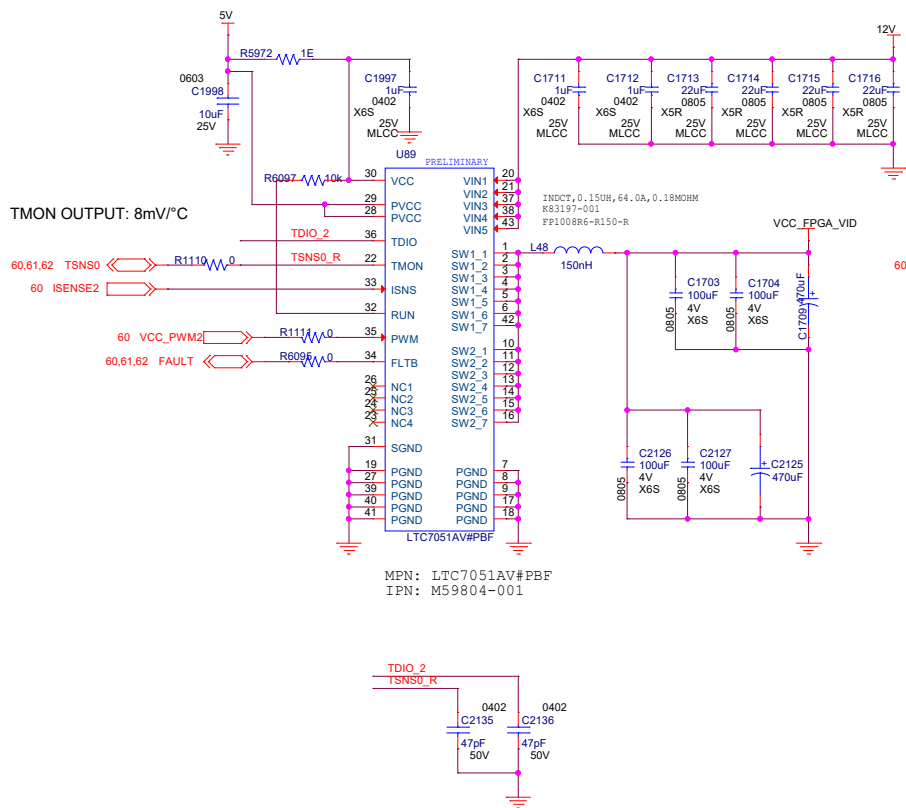 5V
R5972 1E
0603
C1998
10uF
25V
C1997
1uF
0402
X6S
25V
MLCC
12V
C1711
1uF
0402
X6S
25V
MLCC
C1712
1uF
0402
X6S
25V
MLCC
C1713
22uF
0805
X5R
25V
MLCC
C1714
22uF
0805
X5R
25V
MLCC
C1715
22uF
0805
X5R
25V
MLCC
C1716
22uF
0805
X5R
25V
MLCC
U89
PRELIMINARY
R6097 10k
30 VCC
29 PVCC
28 PVCC
36 TDIO
22 TMON
33 ISNS
32 RUN
35 PWM
34 FLTB
26 NC1
25 NC2
24 NC3
23 NC4
31 SGND
19 PGND
27 PGND
39 PGND
40 PGND
41 PGND
VIN1 20
VIN2 21
VIN3 37
VIN4 38
VIN5 43
SW1_1 1
SW1_2 2
SW1_3 3
SW1_4 4
SW1_5 5
SW1_6 6
SW1_7 42
SW2_1 10
SW2_2 11
SW2_3 12
SW2_4 13
SW2_5 14
SW2_6 15
SW2_7 16
PGND 7
PGND 8
PGND 9
PGND 17
PGND 18
LTC7051AV#PBF
TMON OUTPUT: 8mV/°C
TDIO_2
60,61,62 TSNS0
R1110 0
TSNS0_R
60 ISENSE2
60 VCC_PWM2
R1114 0
60,61,62 FAULT
R6095 0
INDCT,0.15UH,64.0A,0.18MOHM
K83197-001
FP1008R6-R150-R
L48
150nH
VCC_FPGA_VID
C1703
100uF
4V
X6S
0805
C1704
100uF
4V
X6S
0805
C1709
470uF
60
C2126
100uF
4V
X6S
0805
C2127
100uF
4V
X6S
0805
C2125
470uF
MPN: LTC7051AV#PBF
IPN: M59804-001
TDIO_2
TSNS0_R
0402
C2135
47pF
50V
0402
C2136
47pF
50V